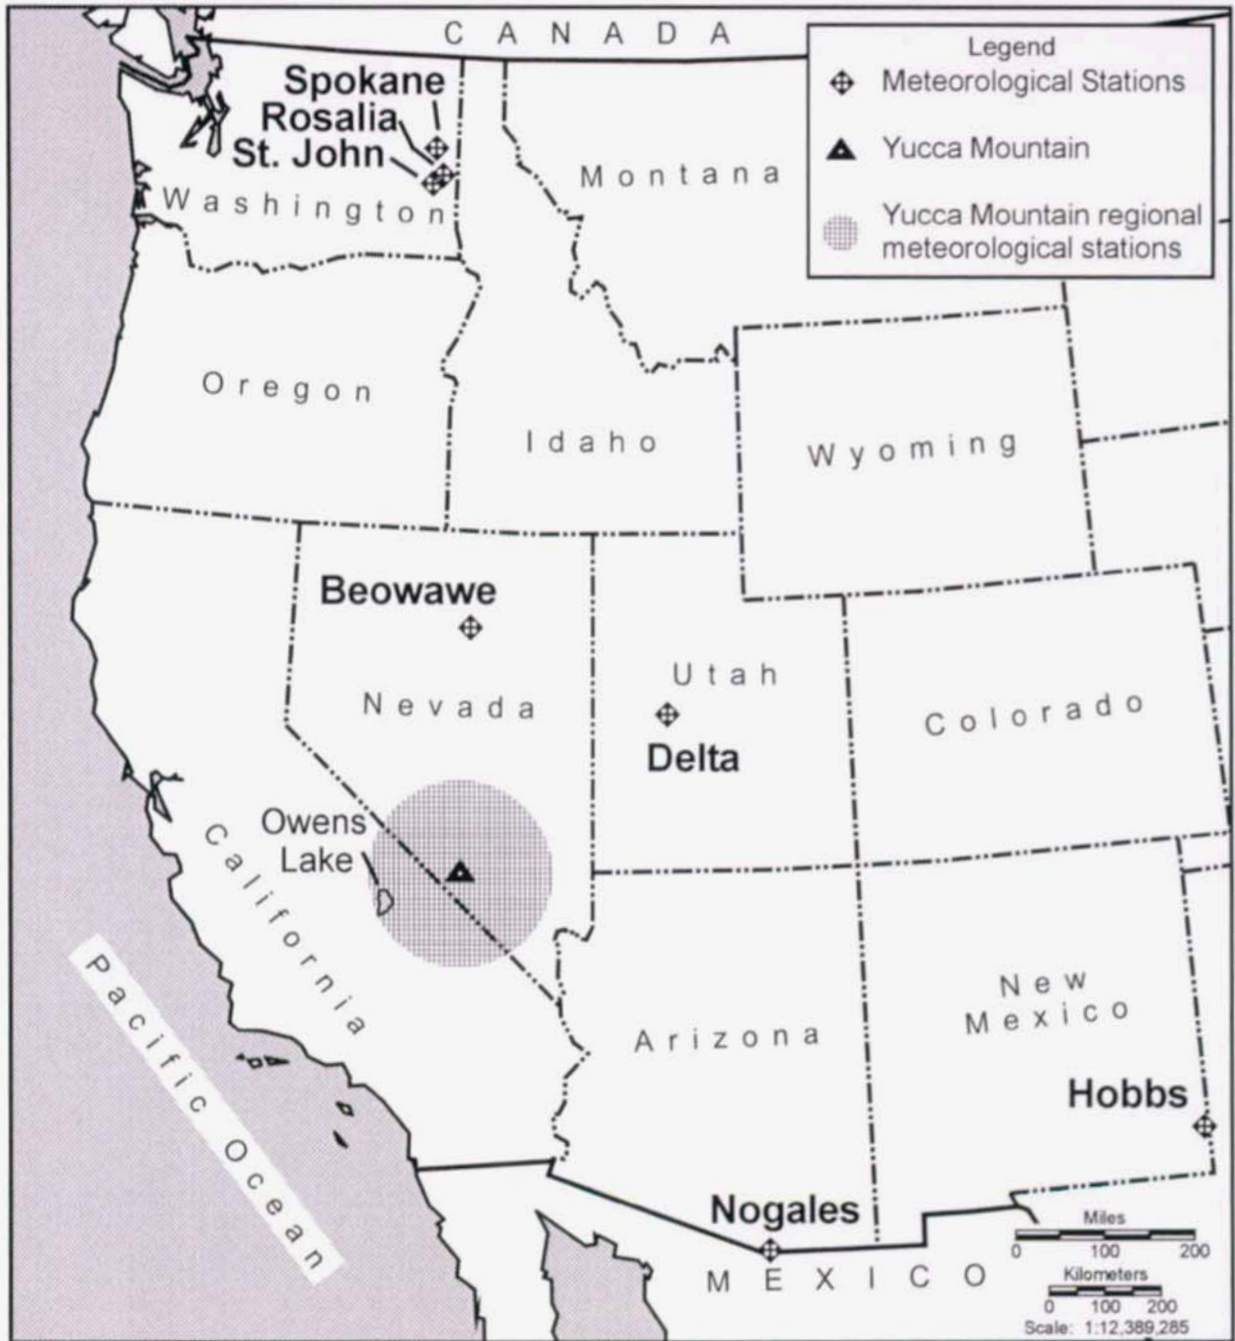 CANADA
Legend
Meteorological Stations
Yucca Mountain
Yucca Mountain regional
meteorological stations
Spokane
Rosalia
St. John
Washington
Montana
Oregon
Idaho
Wyoming
Beowawe
Nevada
Utah
Delta
Colorado
Owens
Lake
California
Pacific Ocean
Arizona
New
Mexico
Hobbs
Nogales
MEXICO
Miles
0 100 200
Kilometers
0 100 200
Scale: 1:12,389,285